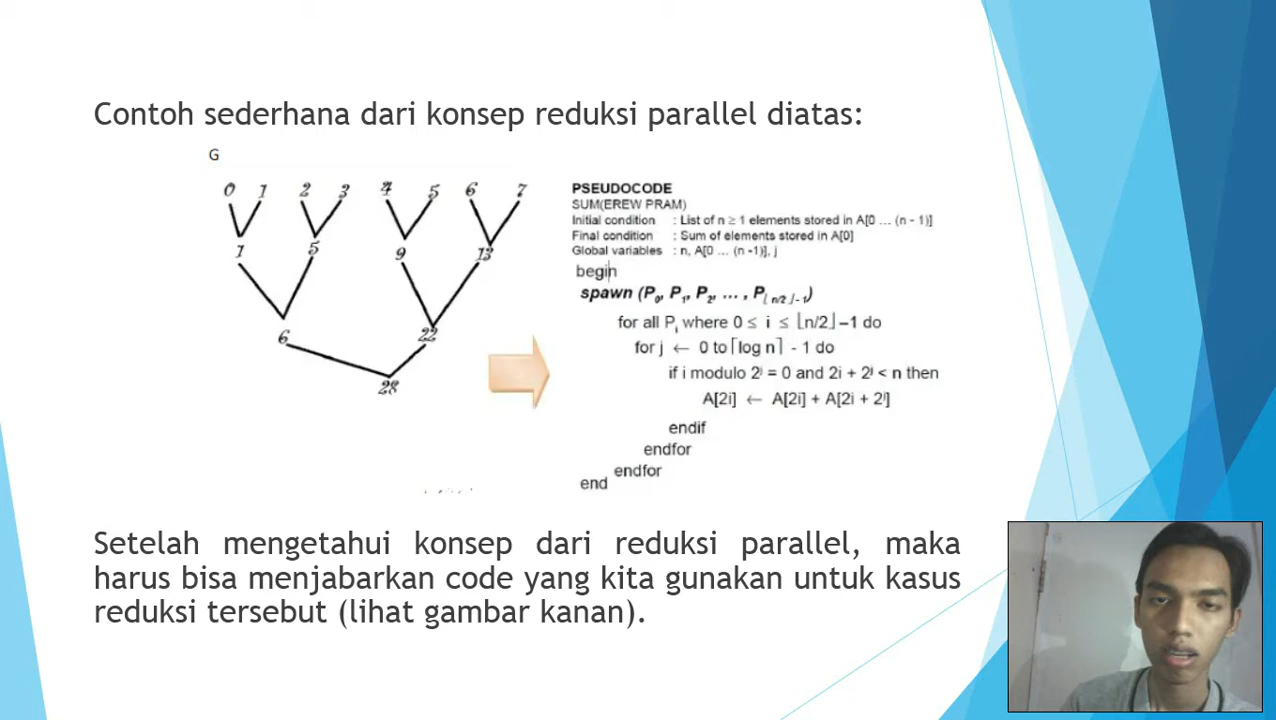 Contoh sederhana dari konsep reduksi parallel diatas:
G
0 1 2 3 4 5 6 7
1 5 9 13
6 22
28
PSEUDOCODE
SUM(EREW PRAM)
Initial condition : List of n ≥ 1 elements stored in A[0 ... (n - 1)]
Final condition : Sum of elements stored in A[0]
Global variables : n, A[0 ... (n -1)], j
begin
spawn (P₀, P₁, P₂, ... , P⌊ n/2 ⌋-1)
for all Pᵢ where 0 ≤ i ≤ ⌊n/2⌋ –1 do
for j ← 0 to ⌈log n⌉ - 1 do
if i modulo 2ʲ = 0 and 2i + 2ʲ < n then
A[2i] ← A[2i] + A[2i + 2ʲ]
endif
endfor
endfor
end
Setelah mengetahui konsep dari reduksi parallel, maka
harus bisa menjabarkan code yang kita gunakan untuk kasus
reduksi tersebut (lihat gambar kanan).